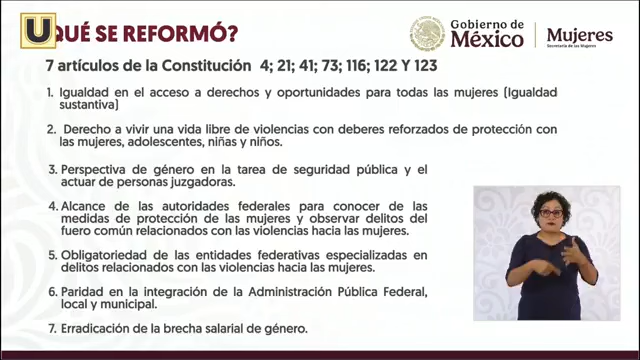 U
QUÉ SE REFORMÓ?
Gobierno de
México
Mujeres
Secretaría de las Mujeres
7 artículos de la Constitución 4; 21; 41; 73; 116; 122 Y 123
1. Igualdad en el acceso a derechos y oportunidades para todas las mujeres (Igualdad
sustantiva)
2. Derecho a vivir una vida libre de violencias con deberes reforzados de protección con
las mujeres, adolescentes, niñas y niños.
3. Perspectiva de género en la tarea de seguridad pública y el
actuar de personas juzgadoras.
4. Alcance de las autoridades federales para conocer de las
medidas de protección de las mujeres y observar delitos del
fuero común relacionados con las violencias hacia las mujeres.
5. Obligatoriedad de las entidades federativas especializadas en
delitos relacionados con las violencias hacia las mujeres.
6. Paridad en la integración de la Administración Pública Federal,
local y municipal.
7. Erradicación de la brecha salarial de género.